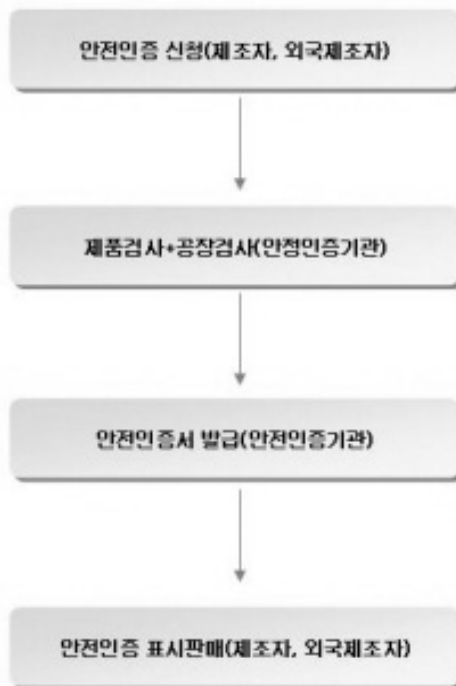 안전인증 신청(제조자, 외국제조자)
제품검사+공장검사(안정인증기관)
안전인증서 발급(안전인증기관)
안전인증 표시판매(제조자, 외국제조자)